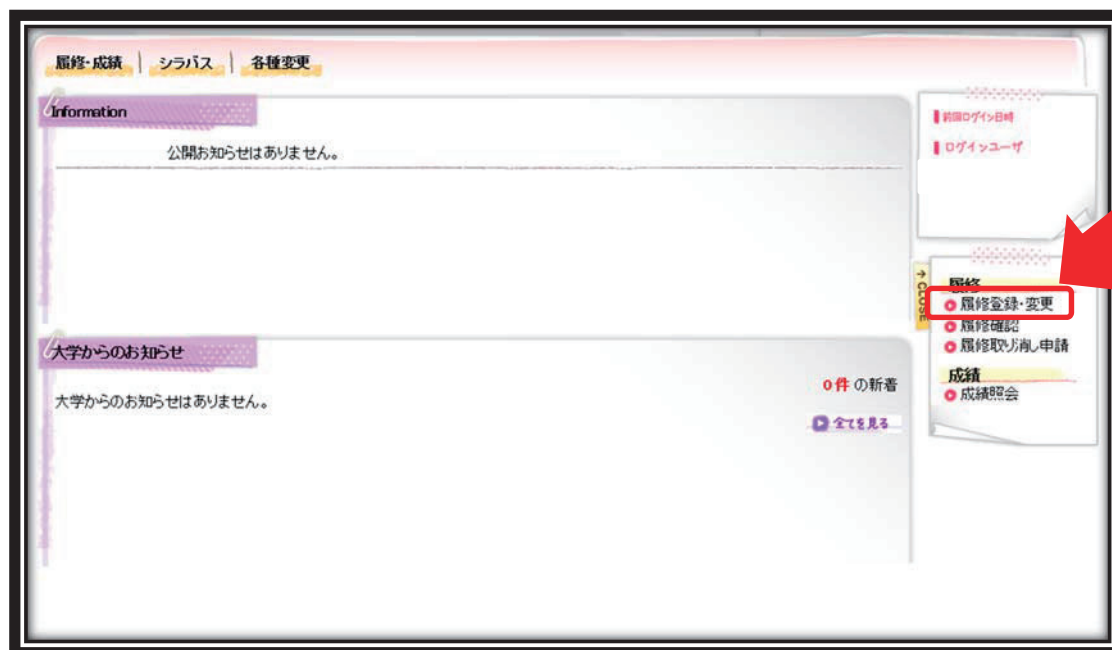 履修・成績 シラバス 各種変更
Information
公開お知らせはありません。
前回ログイン日時
ログインユーザ
↑ CLOSE
履修
履修登録・変更
履修確認
履修取り消し申請
成績
成績照会
大学からのお知らせ
0件 の新着
大学からのお知らせはありません。
全てを見る